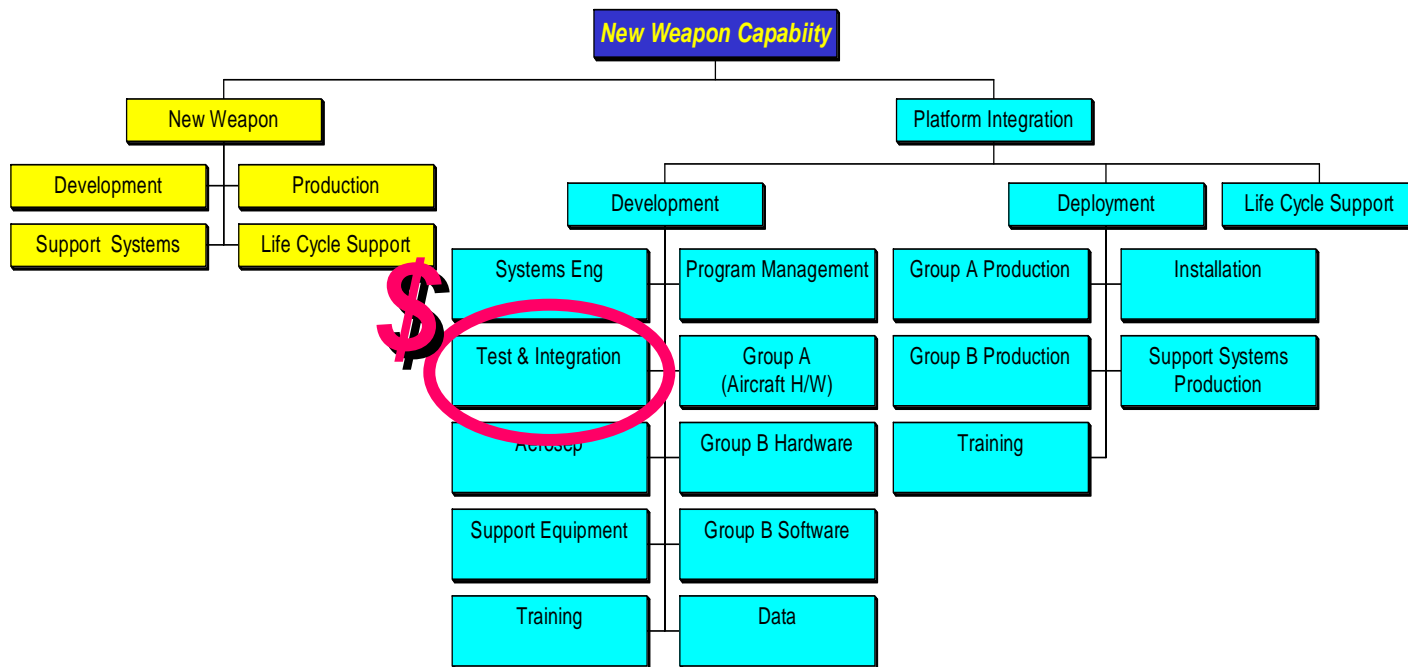 New Weapon Capabiity
New Weapon
Platform Integration
Development
Production
Support Systems
Life Cycle Support
Development
Deployment
Life Cycle Support
Systems Eng
Program Management
Group A Production
Installation
$
Test & Integration
Group A
(Aircraft H/W)
Group B Production
Support Systems
Production
Aerosep
Group B Hardware
Training
Support Equipment
Group B Software
Training
Data